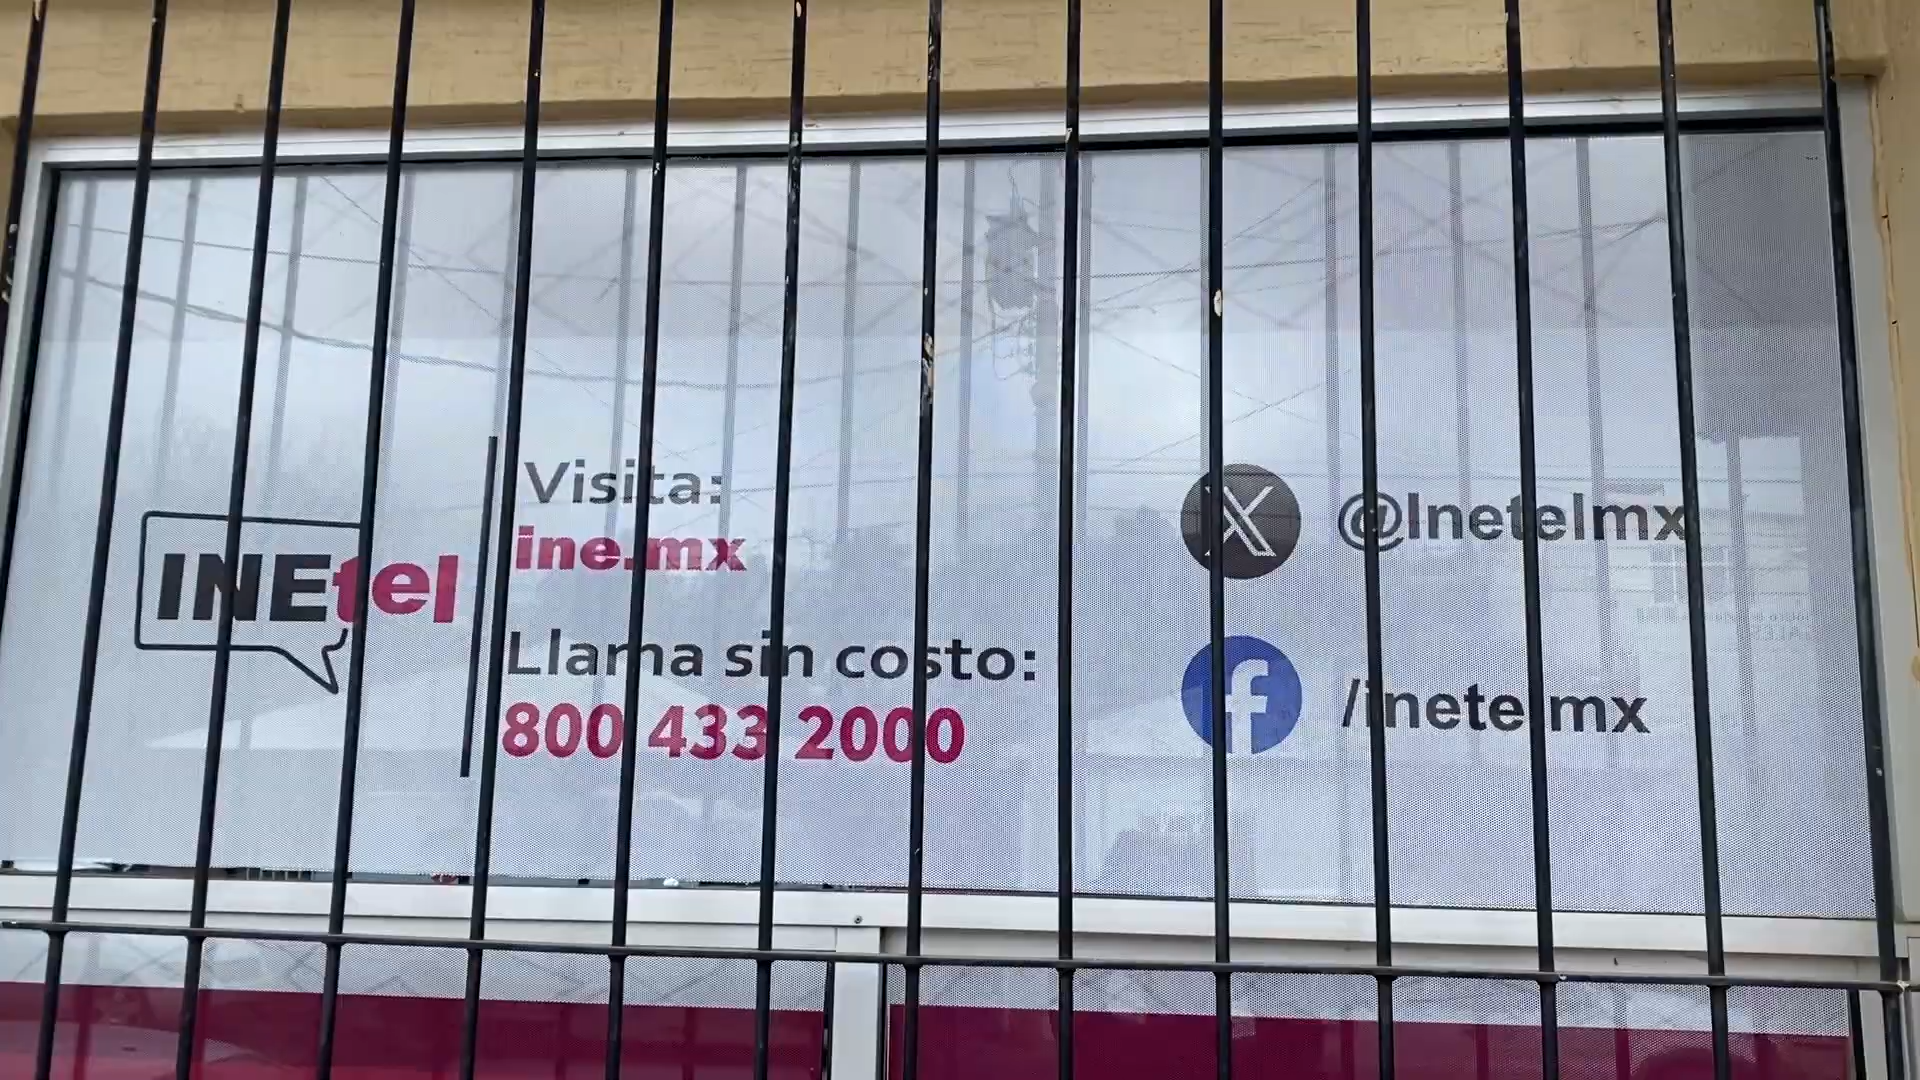 INEtel
Visita:
ine.mx
Llama sin costo:
800 433 2000
@Inetelmx
/inetelmx